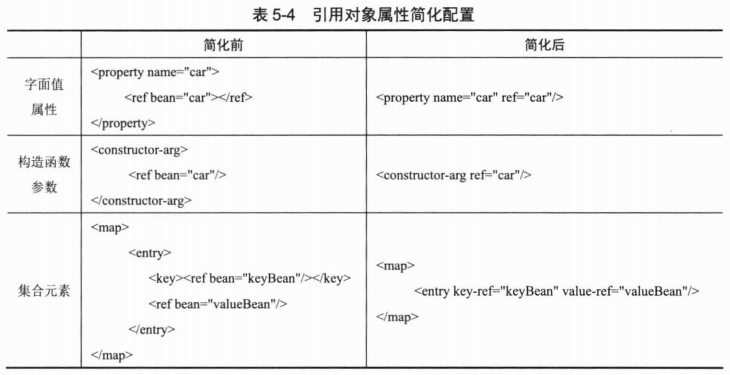 表 5-4 引用对象属性简化配置
简化前 简化后
字面值
属性
<property name="car">
<ref bean="car"></ref>
</property>
<property name="car" ref="car"/>
构造函数
参数
<constructor-arg>
<ref bean="car"/>
</constructor-arg>
<constructor-arg ref="car"/>
集合元素
<map>
<entry>
<key><ref bean="keyBean"/></key>
<ref bean="valueBean"/>
</entry>
</map>
<map>
<entry key-ref="keyBean" value-ref="valueBean"/>
</map>